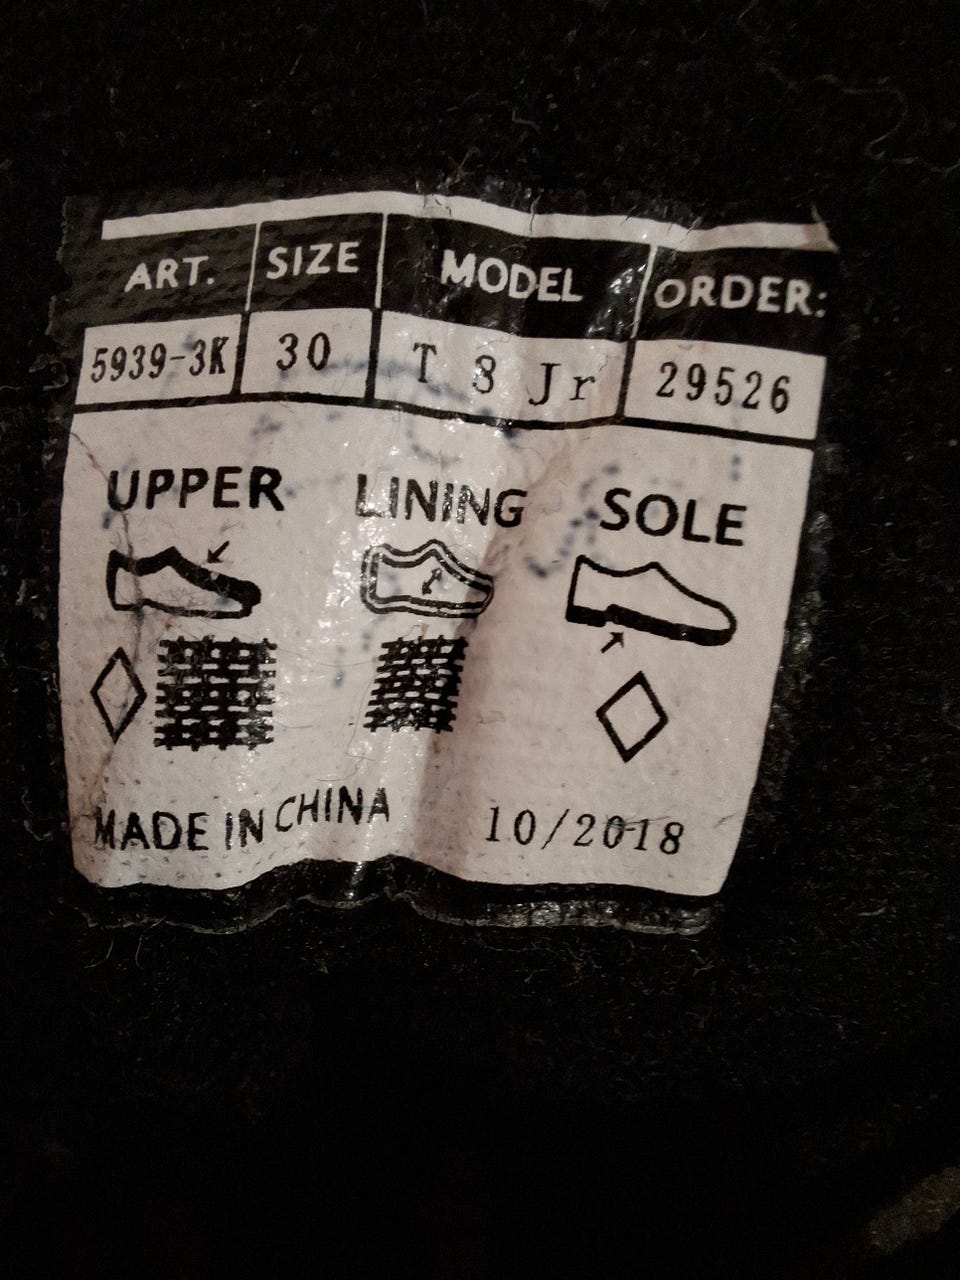 ART. SIZE MODEL ORDER:
5939-3K 30 T 8 Jr 29526
UPPER LINING SOLE
MADE IN CHINA 10/2018